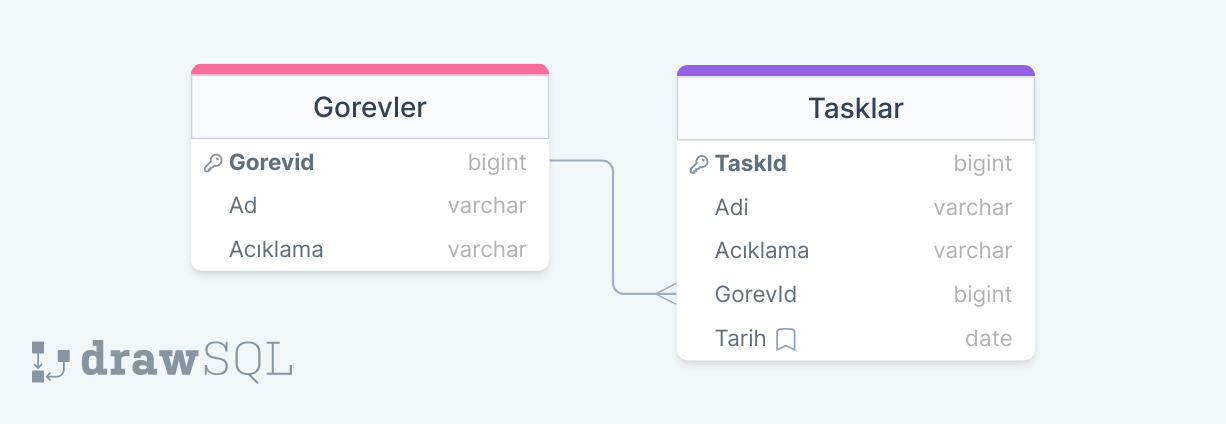 Gorevler
Gorevid bigint
Ad varchar
Acıklama varchar
Tasklar
TaskId bigint
Adi varchar
Acıklama varchar
GorevId bigint
Tarih date
drawSQL